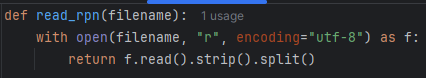 def read_rpn(filename): 1 usage
    with open(filename, "r", encoding="utf-8") as f:
        return f.read().strip().split()